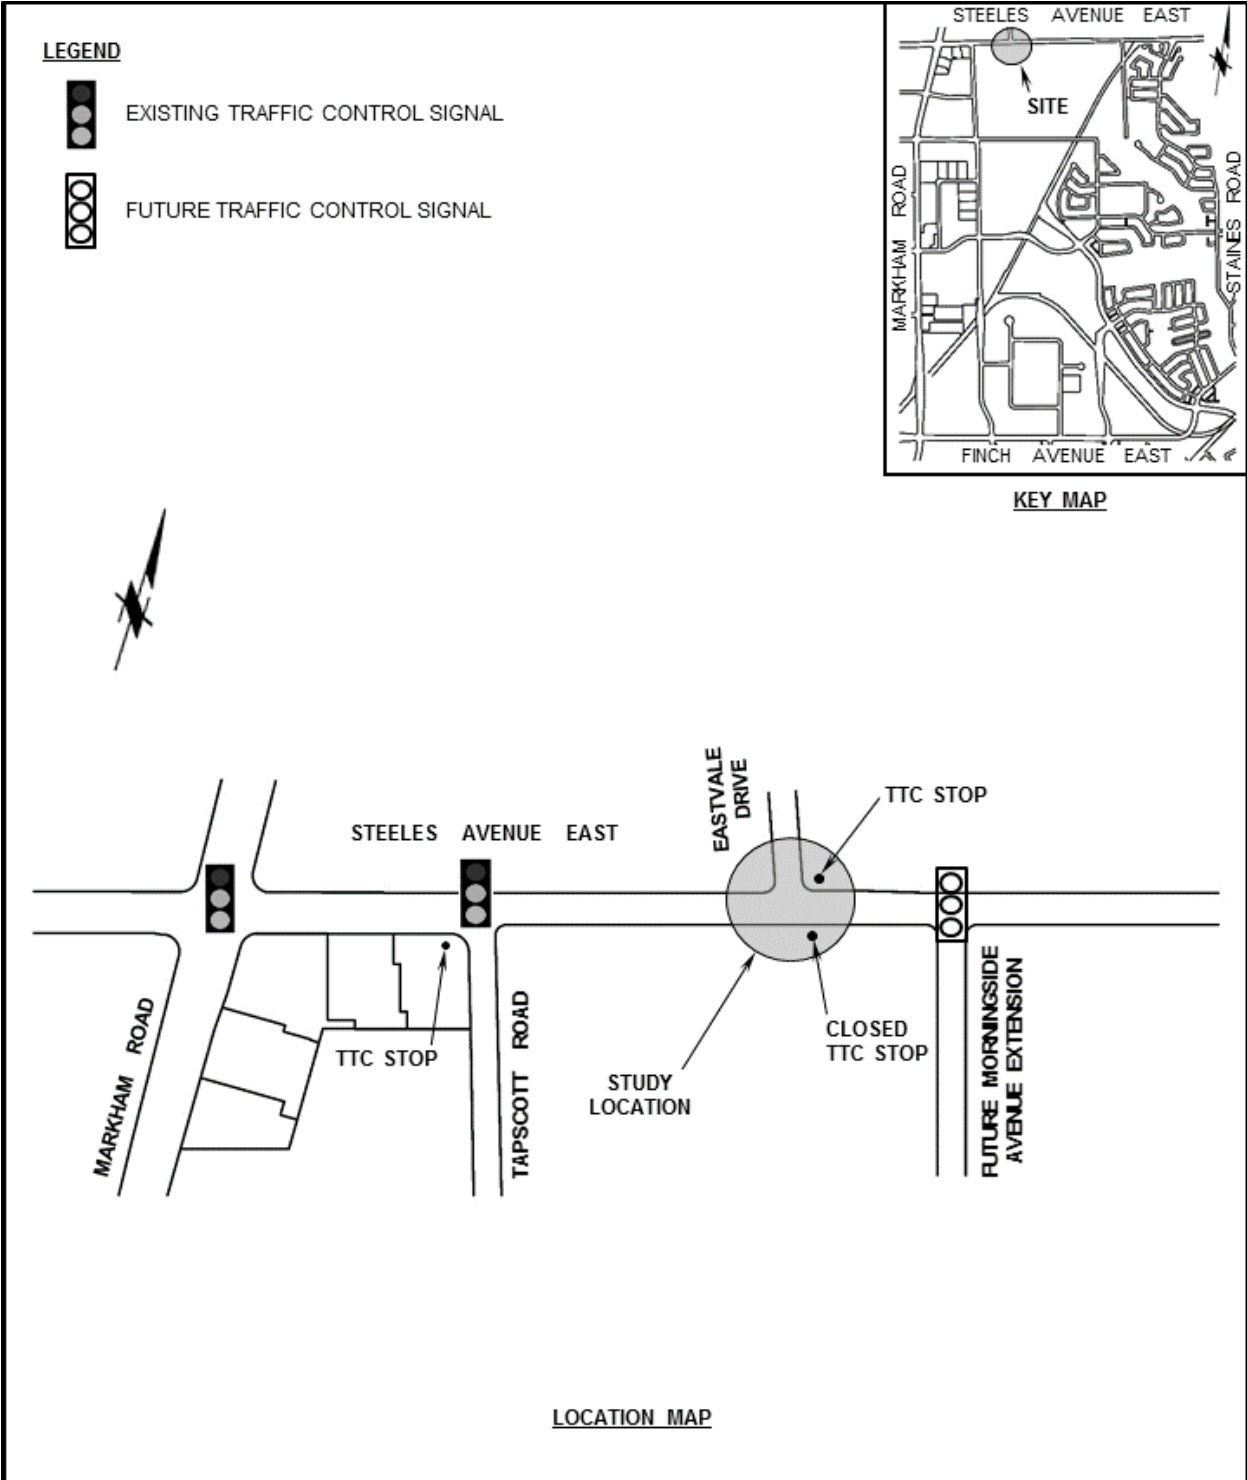 LEGEND
EXISTING TRAFFIC CONTROL SIGNAL
FUTURE TRAFFIC CONTROL SIGNAL
STEELES AVENUE EAST
SITE
MARKHAM ROAD
STAINES ROAD
FINCH AVENUE EAST
KEY MAP
EASTVALE
DRIVE
TTC STOP
STEELES AVENUE EAST
MARKHAM ROAD
TTC STOP
TAPSCOTT ROAD
STUDY
LOCATION
CLOSED
TTC STOP
FUTURE MORNINGSIDE
AVENUE EXTENSION
LOCATION MAP